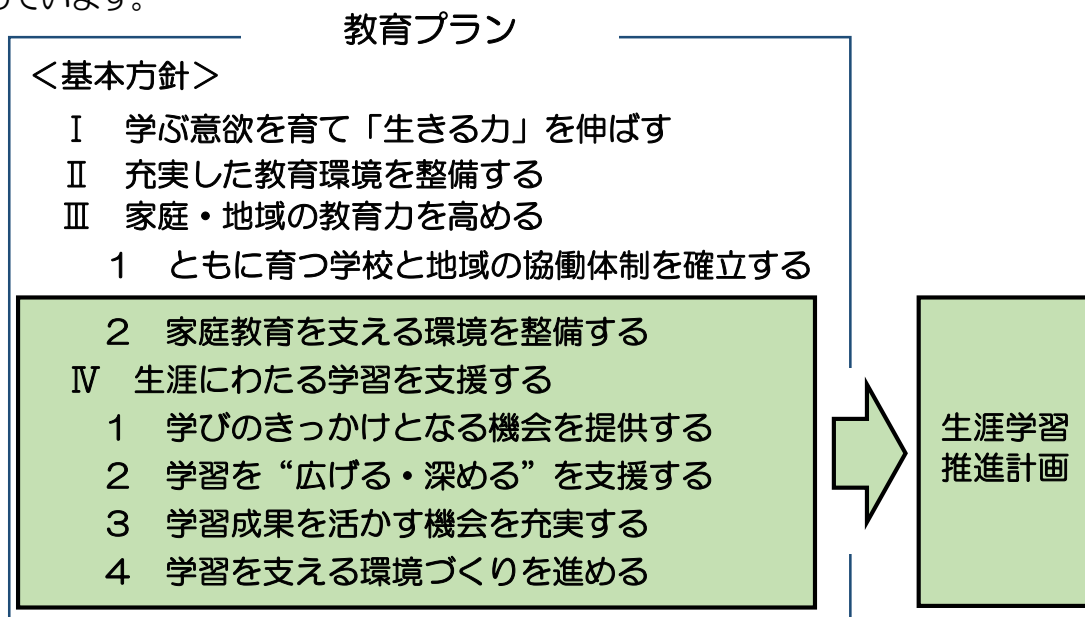 っています。
教育プラン
＜基本方針＞
Ⅰ 学ぶ意欲を育て「生きる力」を伸ばす
Ⅱ 充実した教育環境を整備する
Ⅲ 家庭・地域の教育力を高める
１ ともに育つ学校と地域の協働体制を確立する
２ 家庭教育を支える環境を整備する
Ⅳ 生涯にわたる学習を支援する
１ 学びのきっかけとなる機会を提供する
２ 学習を“広げる・深める”を支援する
３ 学習成果を活かす機会を充実する
４ 学習を支える環境づくりを進める
生涯学習
推進計画